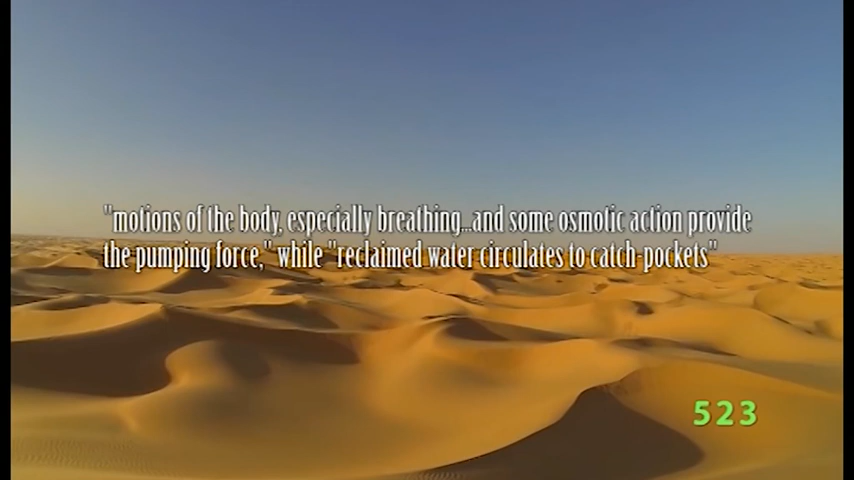 "motions of the body, especially breathing...and some osmotic action provide
the pumping force," while "reclaimed water circulates to catch-pockets"
523